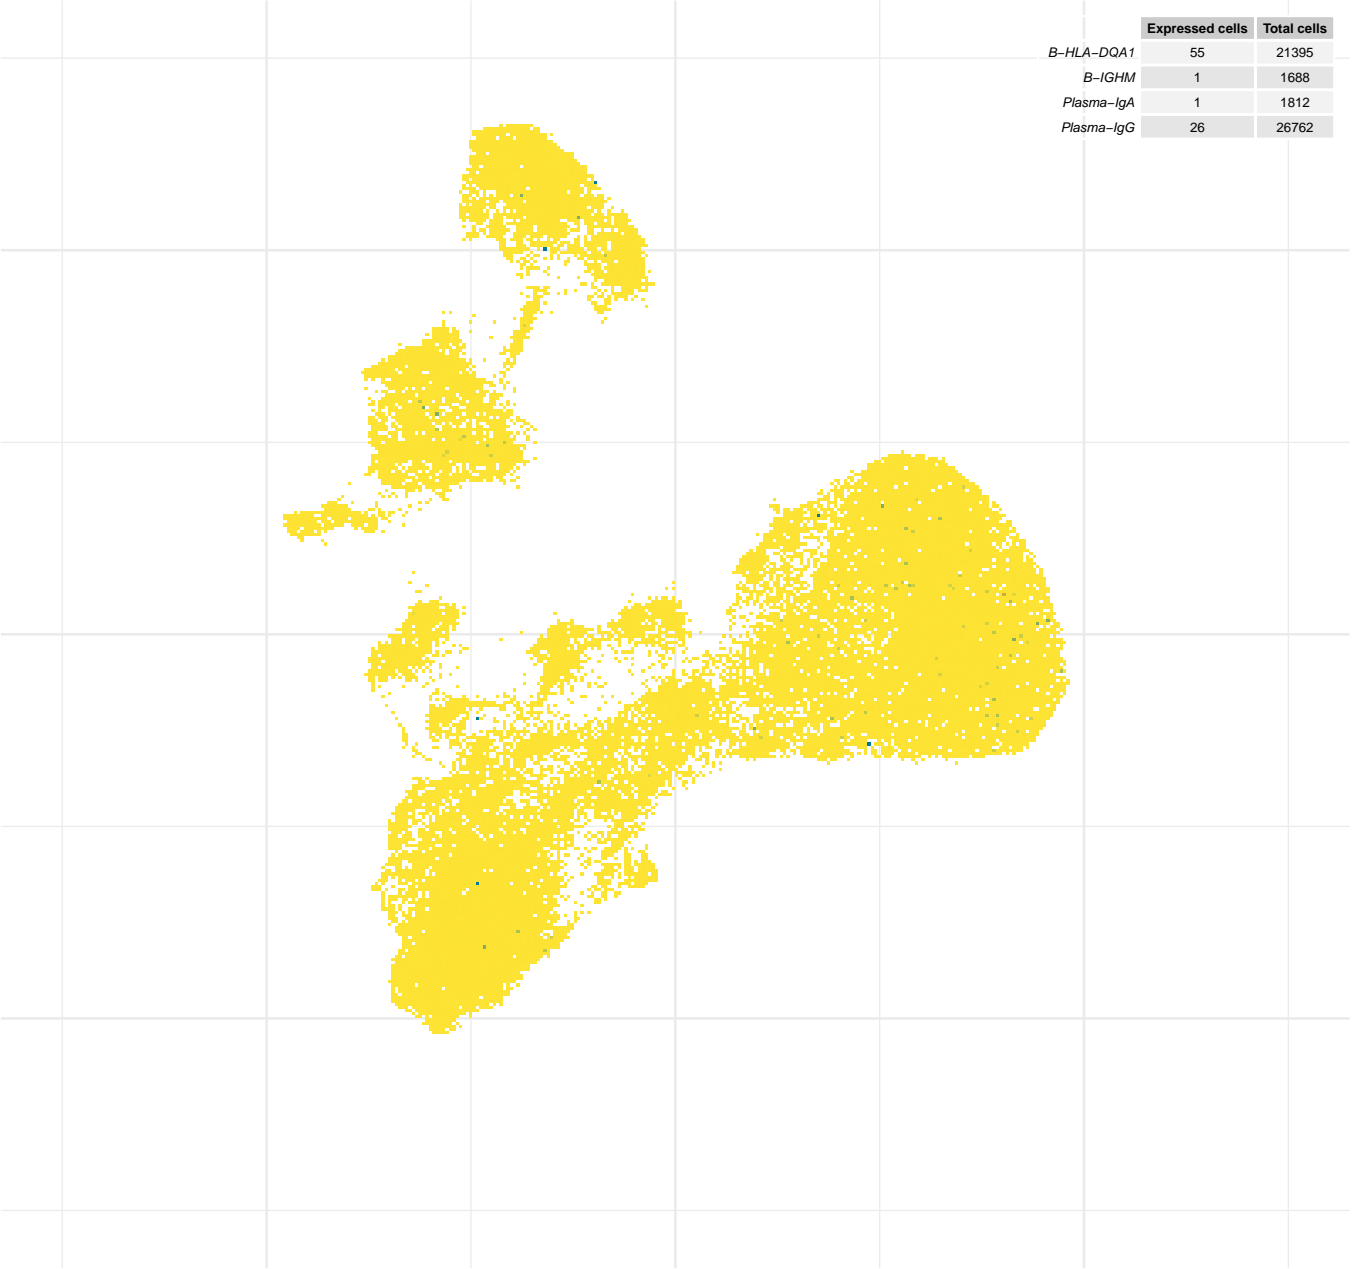 Expressed cells Total cells
B−HLA−DQA1 55 21395
B−IGHM 1 1688
Plasma−IgA 1 1812
Plasma−IgG 26 26762